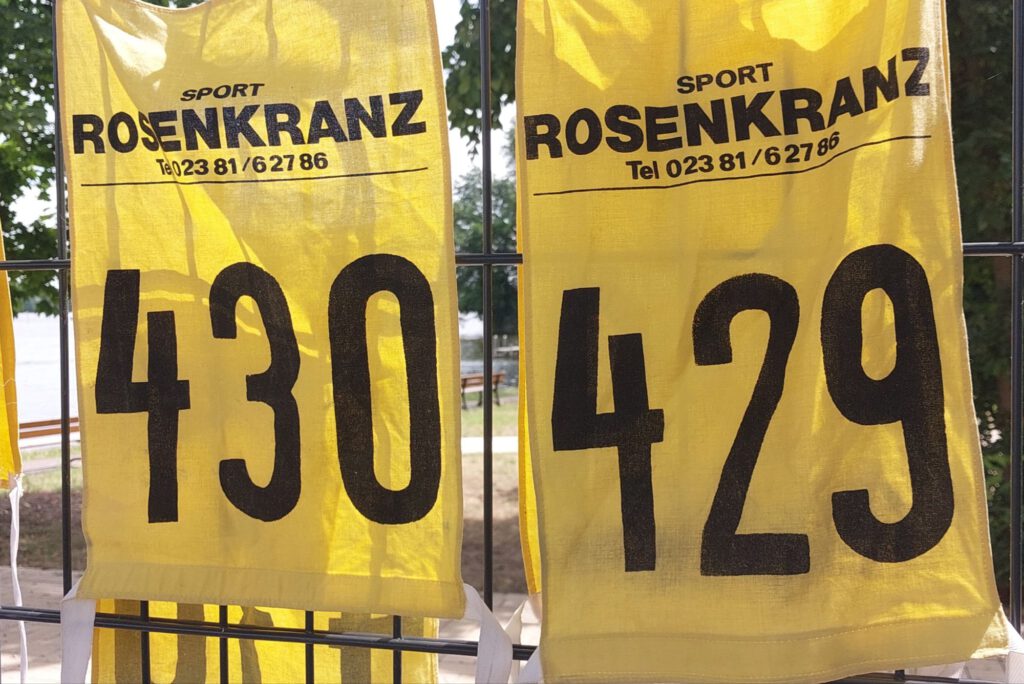 SPORT
ROSENKRANZ
Tel 02381/62786
430
SPORT
ROSENKRANZ
Tel 02381/62786
429